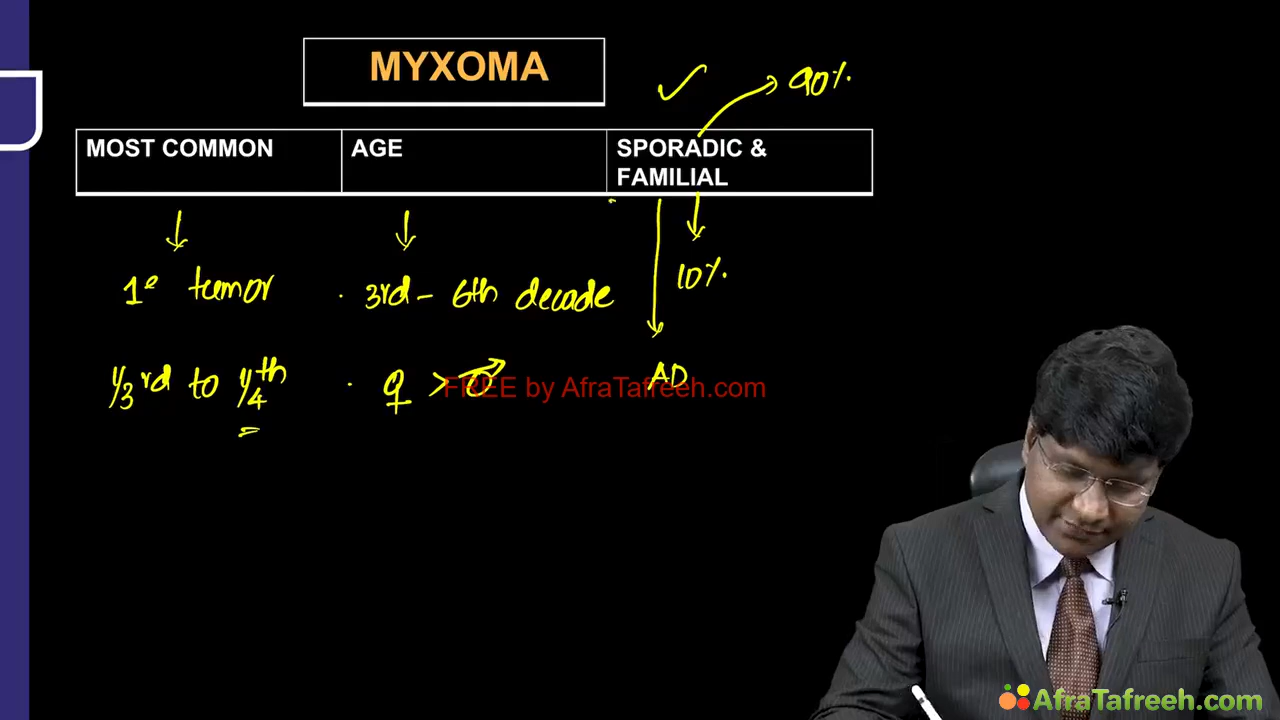 MYXOMA
90%
MOST COMMON
AGE
SPORADIC & FAMILIAL
10%
1° tumor
3rd - 6th decade
1/3rd to 1/4th
♀ > ♂
AD
FREE by AfraTafreeh.com
AfraTafreeh.com